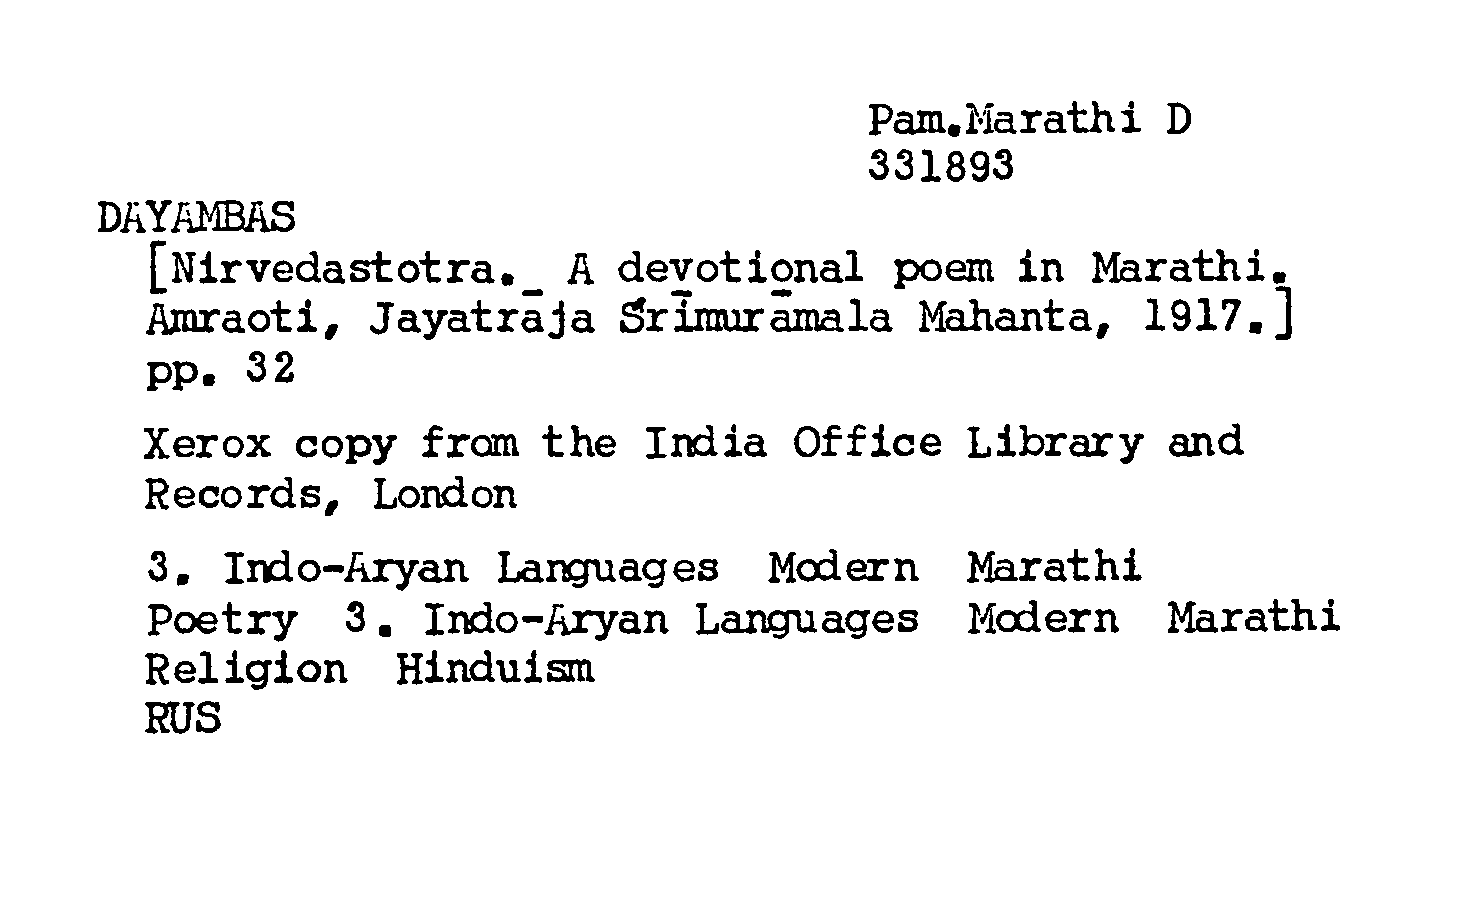 Pam.Marathi D
331893
DAYAMBAS
[Nirvedastotra. A devotional poem in Marathi.
Amraoti, Jayatrāja Śrīmurāmala Mahanta, 1917.]
pp. 32
Xerox copy from the India Office Library and
Records, London
3. Indo-Aryan Languages Modern Marathi
Poetry 3. Indo-Aryan Languages Modern Marathi
Religion Hinduism
RUS